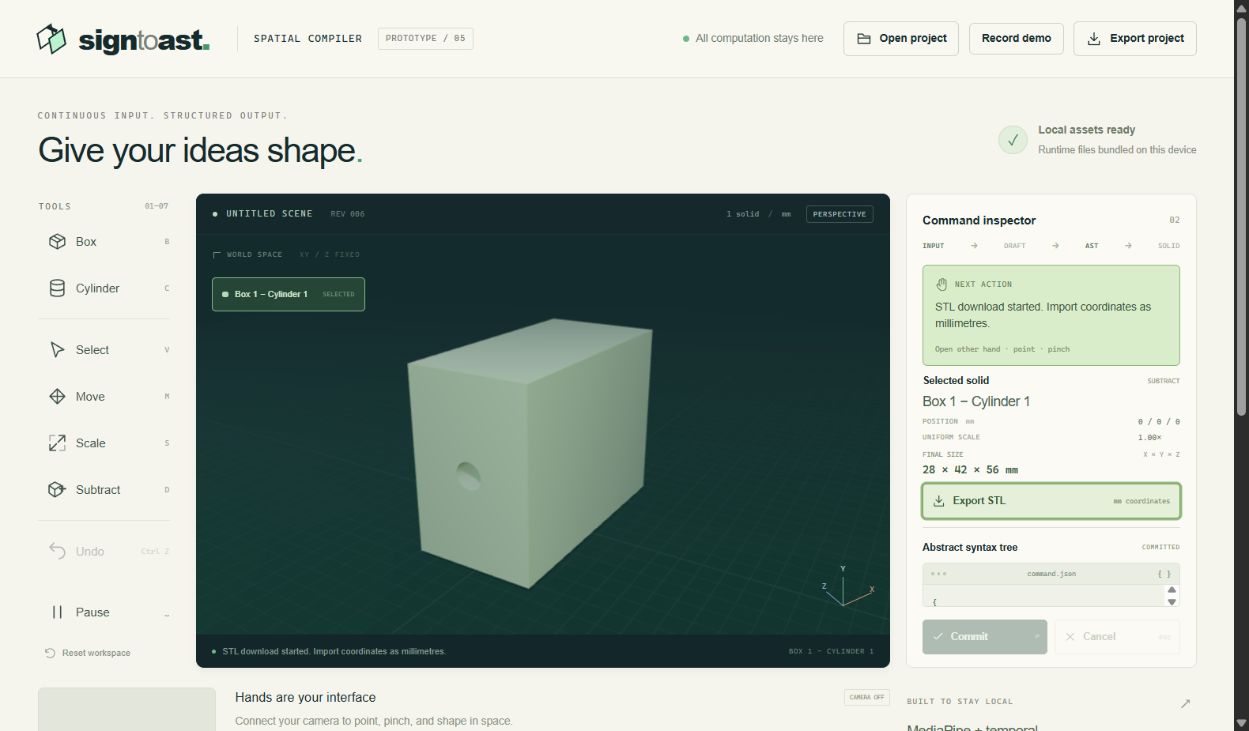 signtoast.
SPATIAL COMPILER
PROTOTYPE / 05
All computation stays here
Open project
Record demo
Export project
CONTINUOUS INPUT. STRUCTURED OUTPUT.
Give your ideas shape.
Local assets ready
Runtime files bundled on this device
TOOLS 01—07
Box B
Cylinder C
Select V
Move M
Scale S
Subtract D
Undo Ctrl Z
Pause
Reset workspace
UNTITLED SCENE REV 006
1 solid / mm PERSPECTIVE
WORLD SPACE XY / Z FIXED
Box 1 − Cylinder 1 SELECTED
Y
Z
X
STL download started. Import coordinates as millimetres.
BOX 1 − CYLINDER 1
Command inspector 02
INPUT → DRAFT → AST → SOLID
NEXT ACTION
STL download started. Import coordinates as
millimetres.
Open other hand · point · pinch
Selected solid SUBTRACT
Box 1 − Cylinder 1
POSITION mm 0 / 0 / 0
UNIFORM SCALE 1.00×
FINAL SIZE X × Y × Z
28 × 42 × 56 mm
Export STL mm coordinates
Abstract syntax tree COMMITTED
command.json { }
{
Commit
Cancel esc
Hands are your interface
CAMERA OFF
Connect your camera to point, pinch, and shape in space.
BUILT TO STAY LOCAL
MediaPipe + temporal